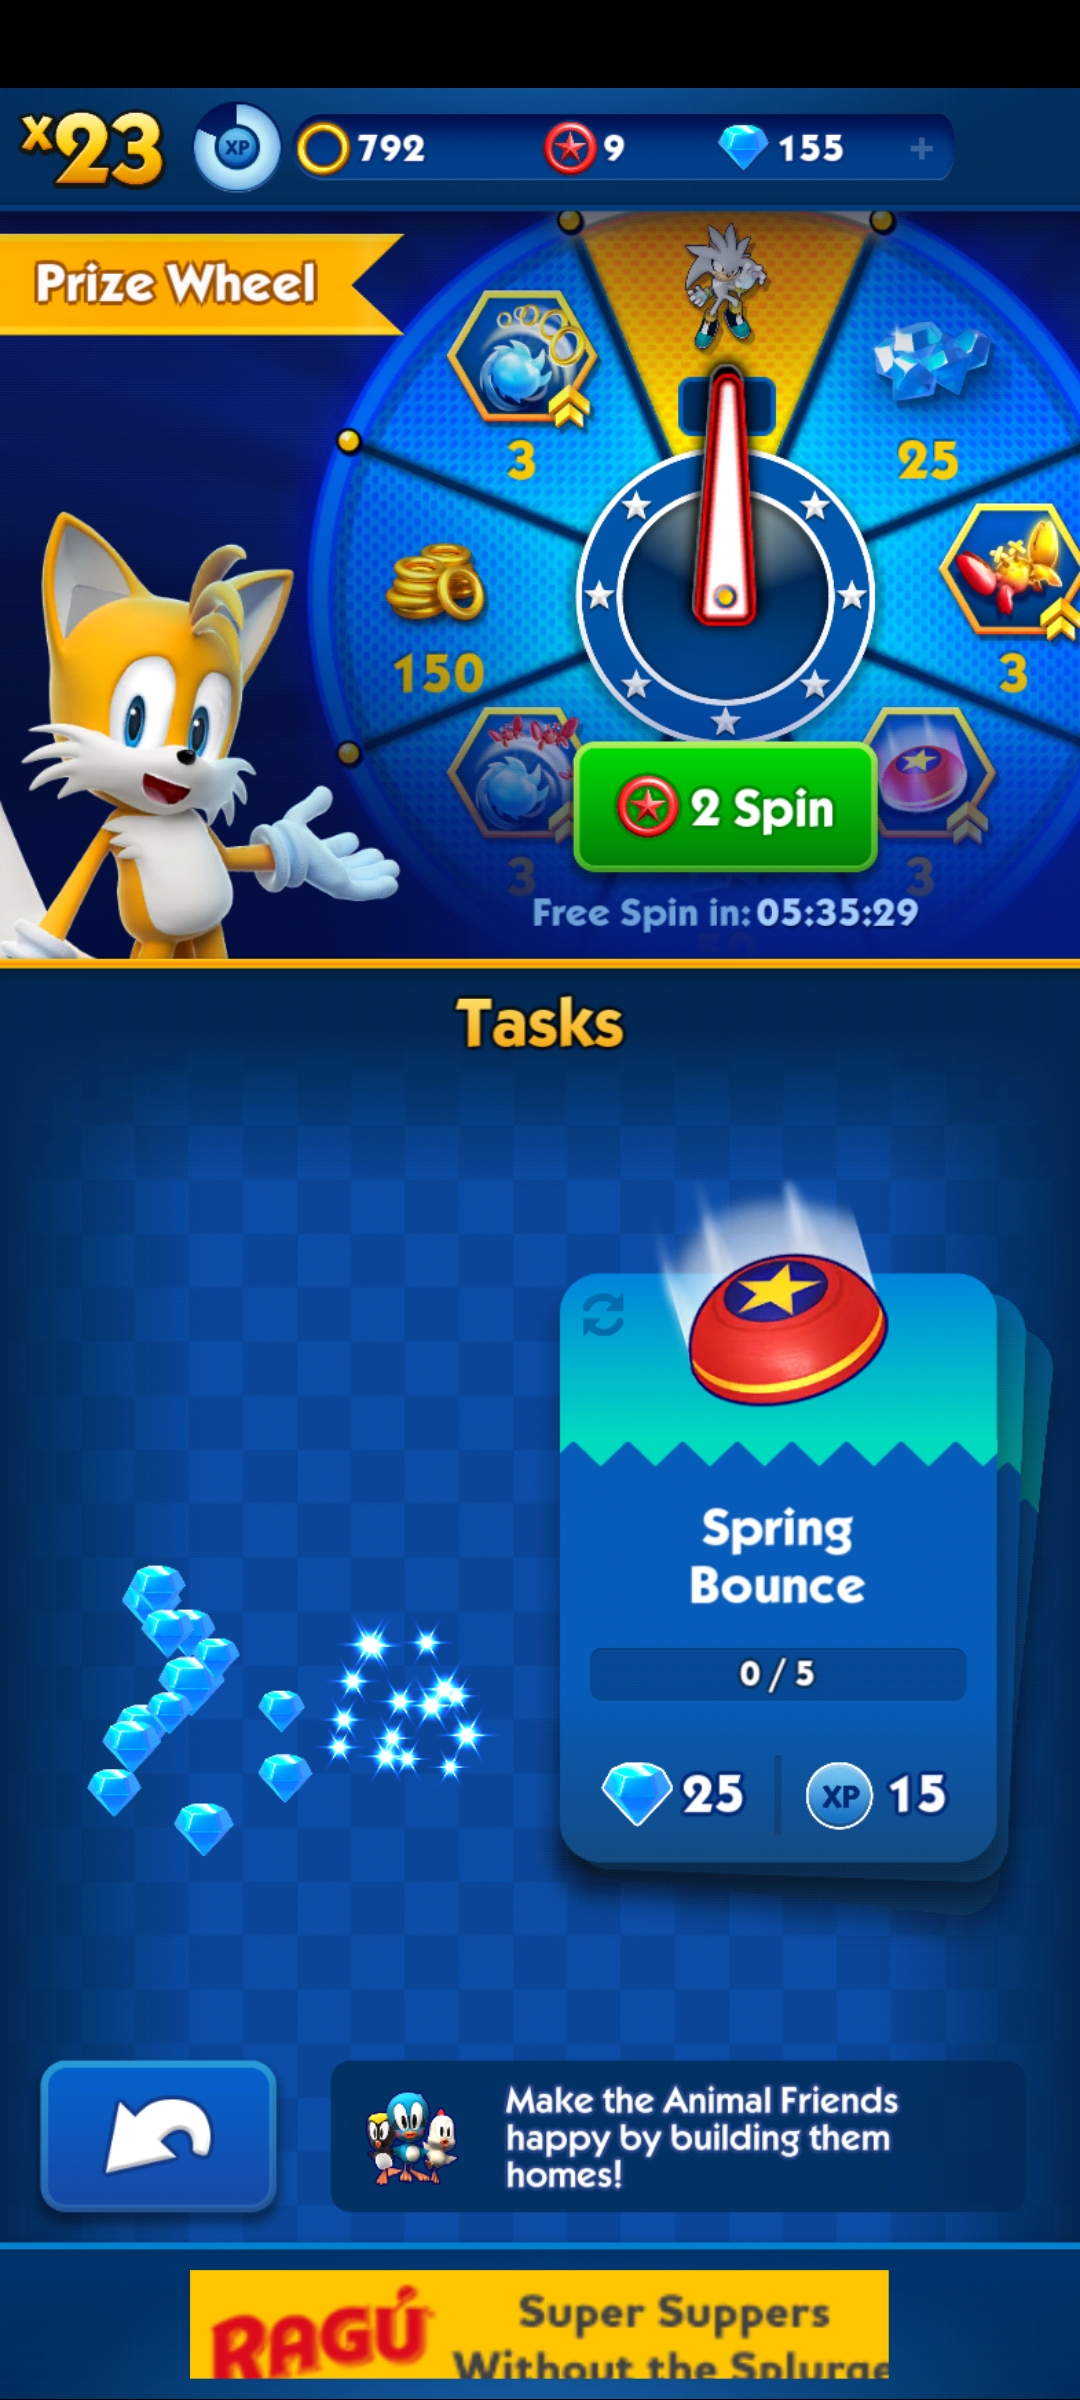 x23 XP 792 9 155 +
Prize Wheel
3
25
150
3
2 Spin
3
3
Free Spin in: 05:35:29
Tasks
Spring
Bounce
0 / 5
25 XP 15
Make the Animal Friends
happy by building them
homes!
RAGÚ
Super Suppers
Without the Splurge